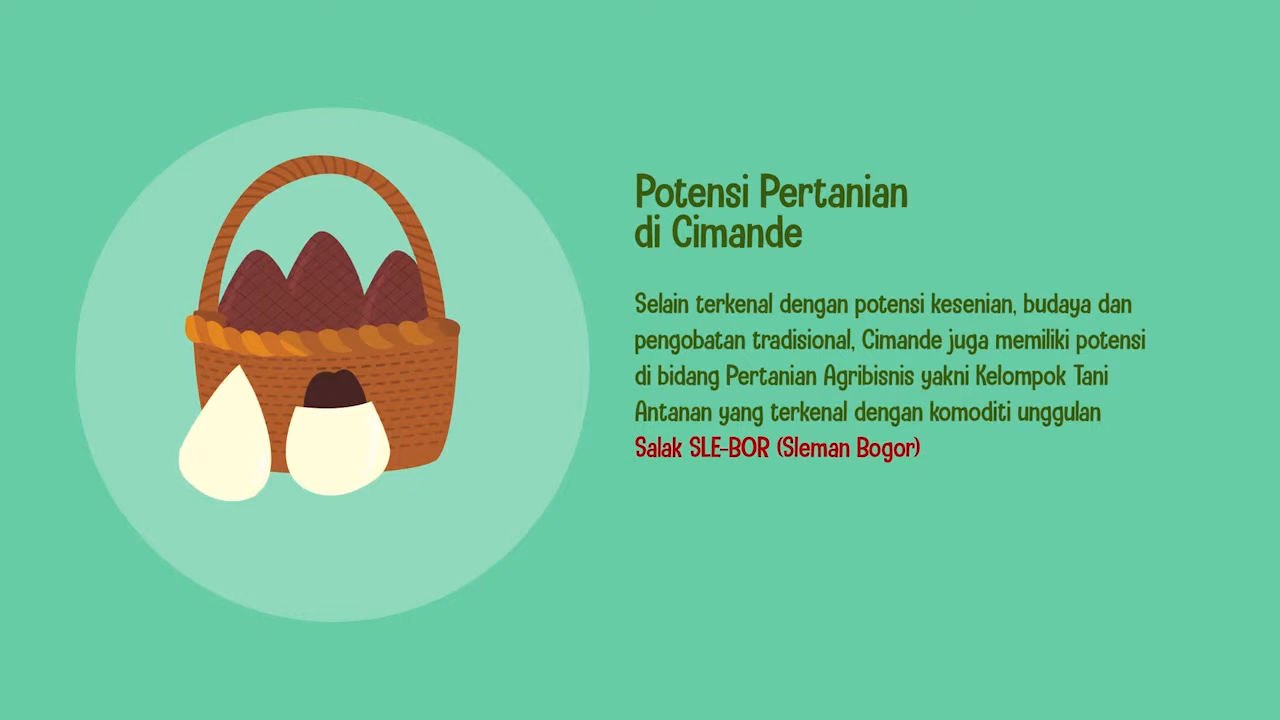 Potensi Pertanian
di Cimande
Selain terkenal dengan potensi kesenian, budaya dan
pengobatan tradisional, Cimande juga memiliki potensi
di bidang Pertanian Agribisnis yakni Kelompok Tani
Antanan yang terkenal dengan komoditi unggulan
Salak SLE-BOR (Sleman Bogor)